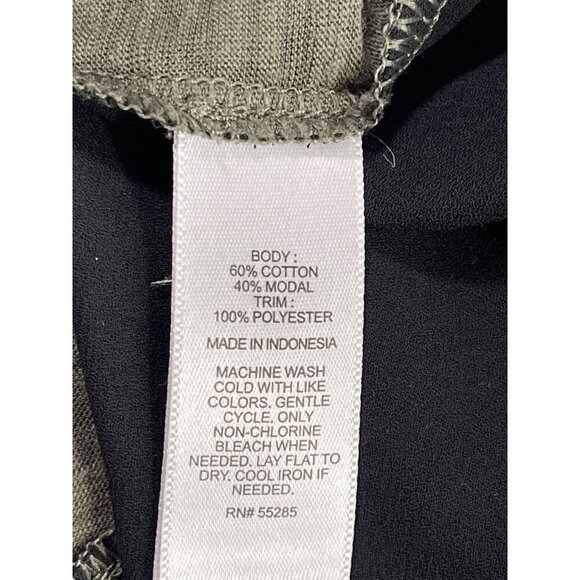 BODY :
60% COTTON
40% MODAL
TRIM :
100% POLYESTER
MADE IN INDONESIA
MACHINE WASH
COLD WITH LIKE
COLORS, GENTLE
CYCLE, ONLY
NON-CHLORINE
BLEACH WHEN
NEEDED. LAY FLAT TO
DRY. COOL IRON IF
NEEDED.
RN# 55285